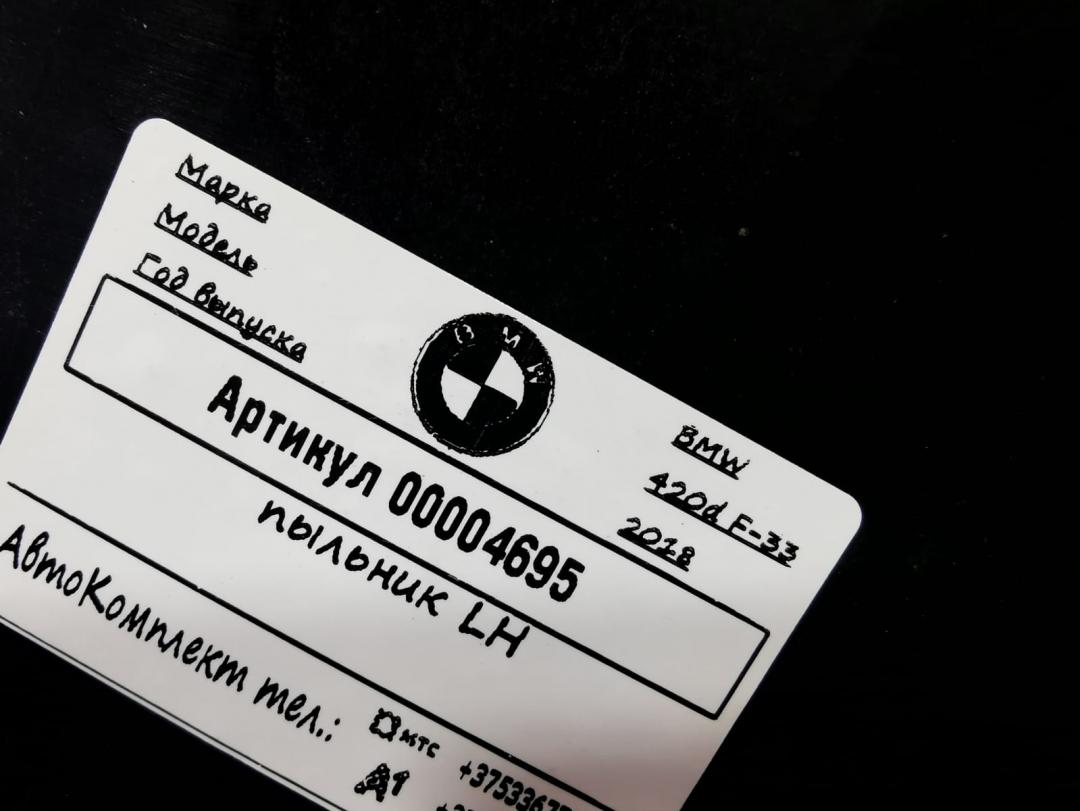 Марка BMW
Модель 420d F-33
Год выпуска 2018
BMW
Артикул 00004695
пыльник LH
АвтоКомплект тел.:
мтс
A1